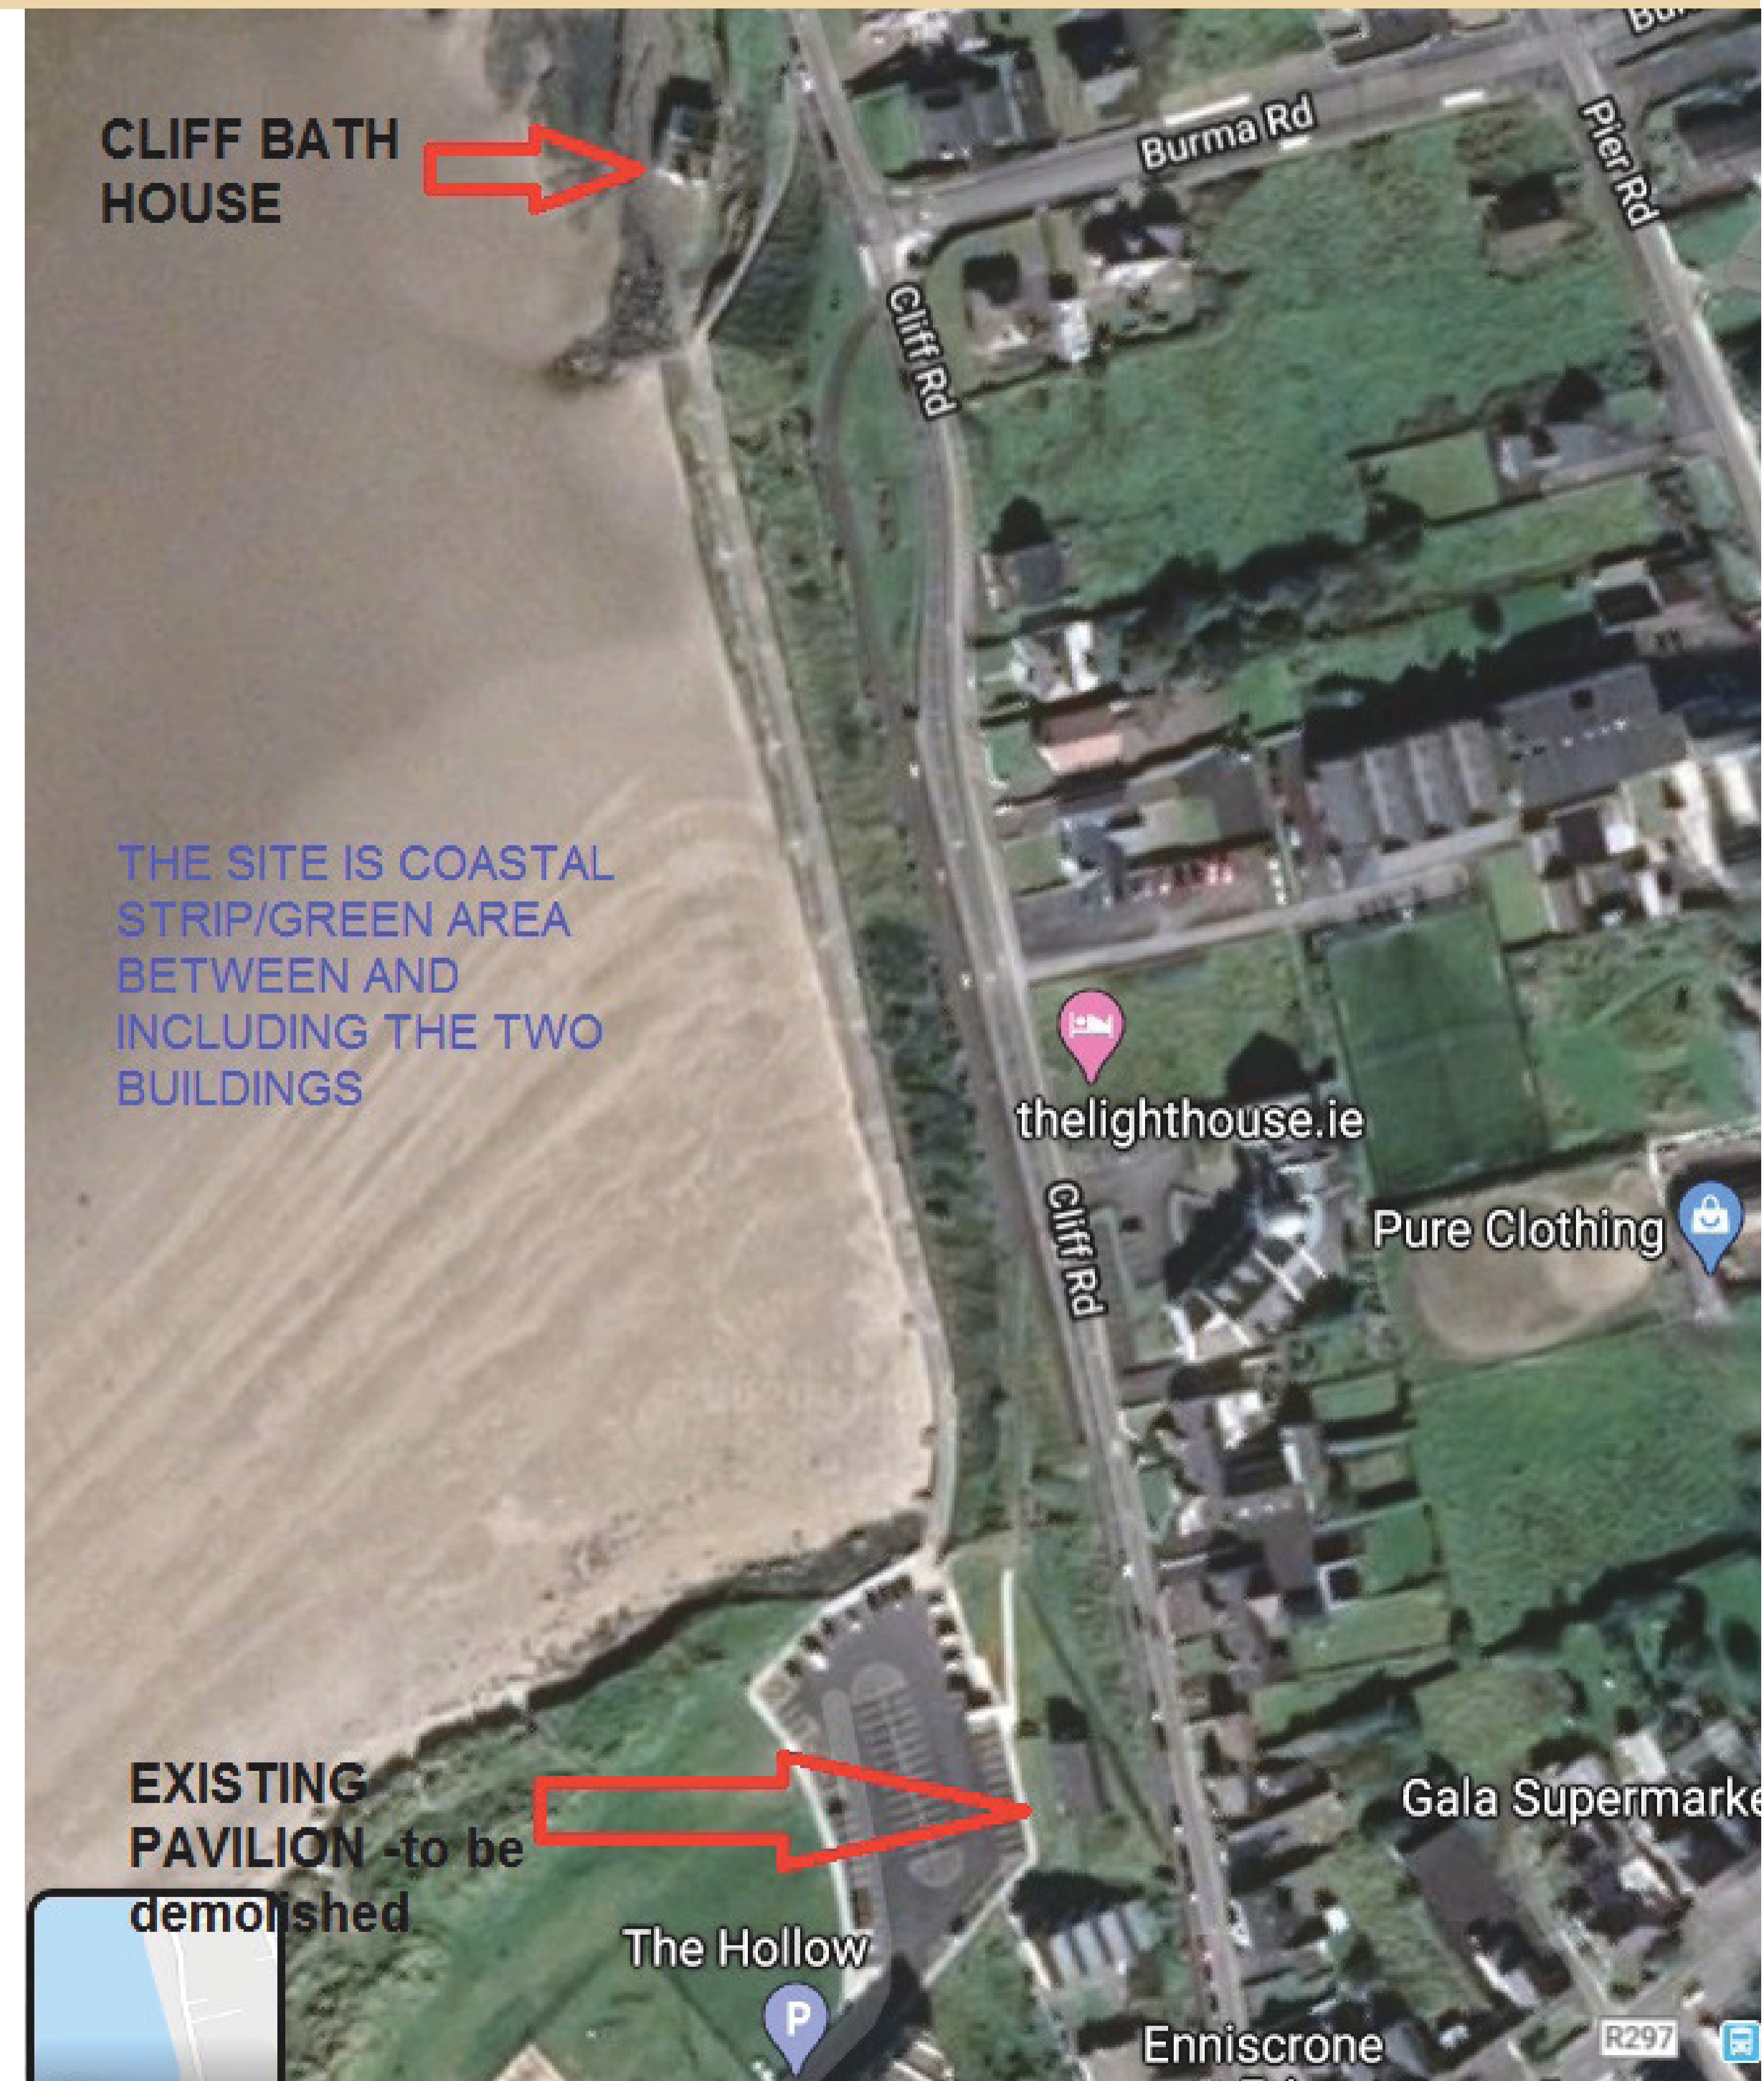 Bur
Burma Rd
Pier Rd
CLIFF BATH
HOUSE
Cliff Rd
THE SITE IS COASTAL
STRIP/GREEN AREA
BETWEEN AND
INCLUDING THE TWO
BUILDINGS
thelighthouse.ie
Cliff Rd
Pure Clothing
EXISTING
PAVILION -to be
demolished
Gala Supermarke
The Hollow
P
Enniscrone
R297